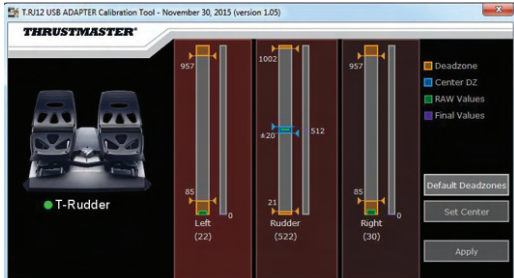 T.RJ12 USB ADAPTER Calibration Tool - November 30, 2015 (version 1.05)
THRUSTMASTER®
957
1002
957
Deadzone
Center DZ
RAW Values
Final Values
±20
512
85
21
85
0
0
T-Rudder
Left
Rudder
Right
(22)
(522)
(30)
Default Deadzones
Set Center
Apply